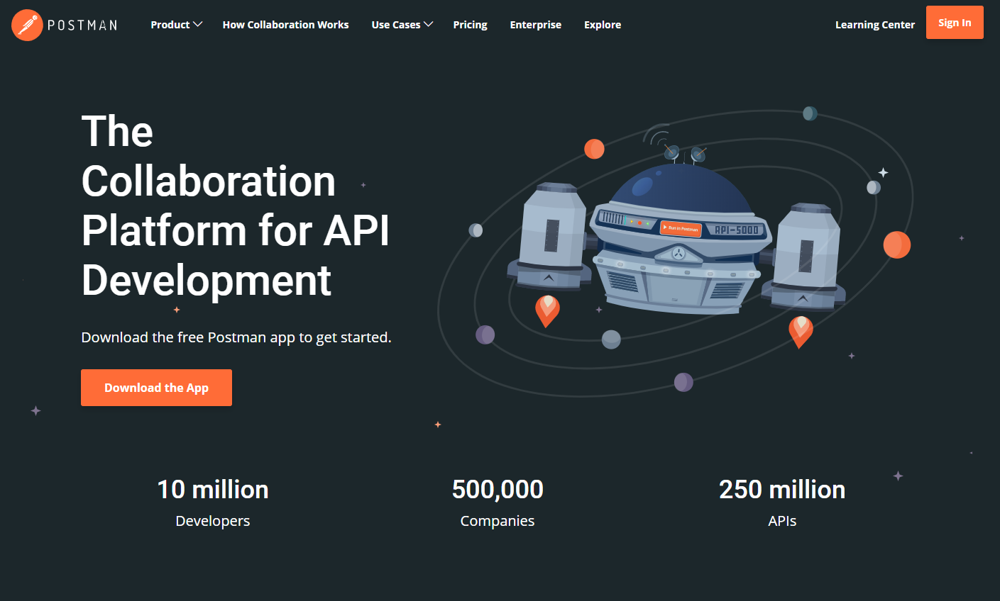 POSTMAN
Product
How Collaboration Works
Use Cases
Pricing
Enterprise
Explore
Learning Center
Sign In
The
Collaboration
Platform for API
Development
Run in Postman
API-5000
Download the free Postman app to get started.
Download the App
10 million
Developers
500,000
Companies
250 million
APIs